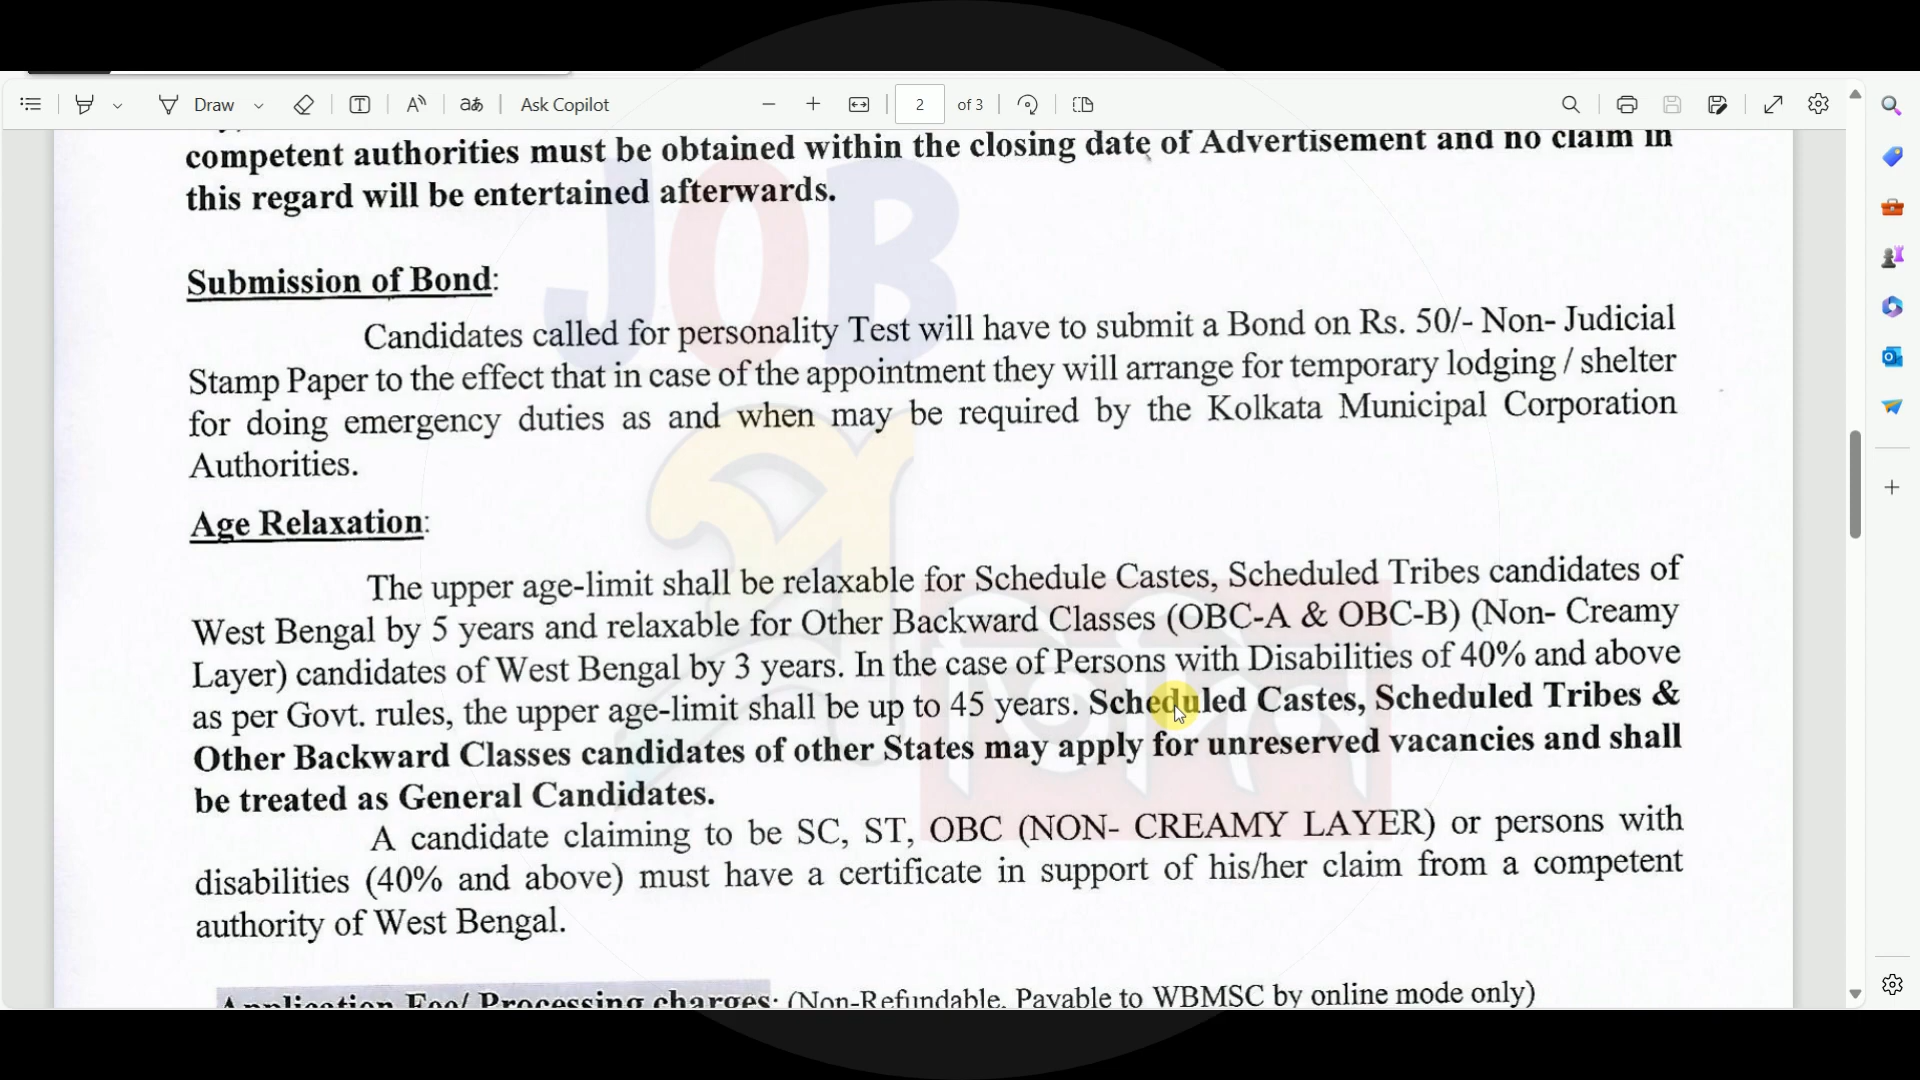 Draw
Ask Copilot
2 of 3
competent authorities must be obtained within the closing date of Advertisement and no claim in
this regard will be entertained afterwards.
JOB
Submission of Bond:
Candidates called for personality Test will have to submit a Bond on Rs. 50/- Non- Judicial
Stamp Paper to the effect that in case of the appointment they will arrange for temporary lodging / shelter
for doing emergency duties as and when may be required by the Kolkata Municipal Corporation
Authorities.
Age Relaxation:
The upper age-limit shall be relaxable for Schedule Castes, Scheduled Tribes candidates of
West Bengal by 5 years and relaxable for Other Backward Classes (OBC-A & OBC-B) (Non- Creamy
Layer) candidates of West Bengal by 3 years. In the case of Persons with Disabilities of 40% and above
as per Govt. rules, the upper age-limit shall be up to 45 years. Scheduled Castes, Scheduled Tribes &
Other Backward Classes candidates of other States may apply for unreserved vacancies and shall
be treated as General Candidates.
A candidate claiming to be SC, ST, OBC (NON- CREAMY LAYER) or persons with
disabilities (40% and above) must have a certificate in support of his/her claim from a competent
authority of West Bengal.
Application Fee/ Processing charges: (Non-Refundable, Payable to WBMSC by online mode only)